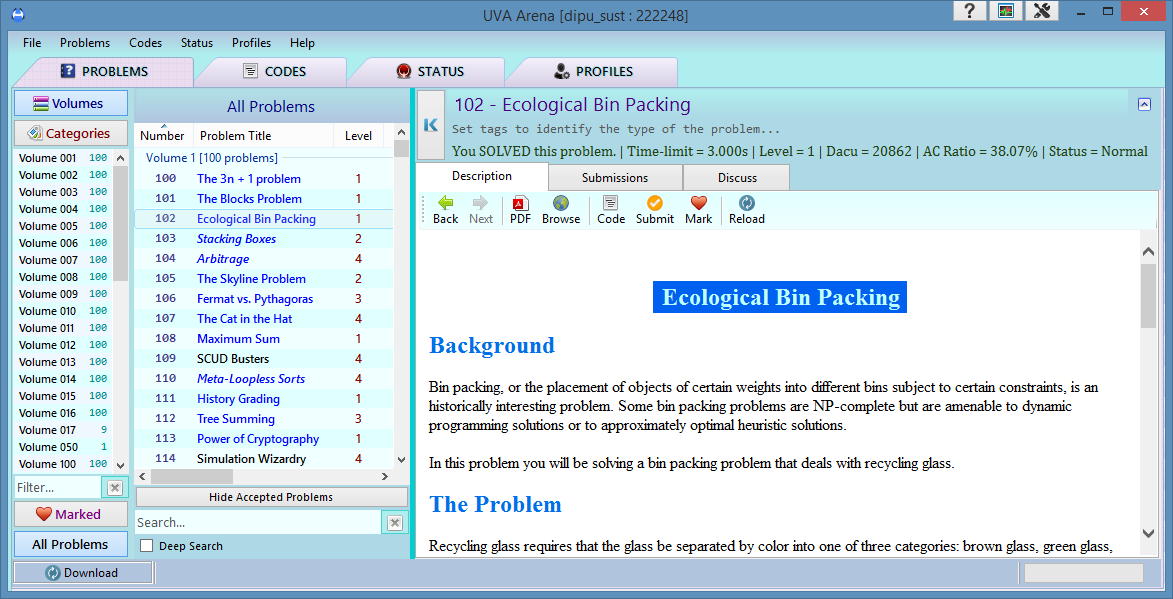 UVA Arena [dipu_sust : 222248]
?
File Problems Codes Status Profiles Help
PROBLEMS CODES STATUS PROFILES
Volumes
Categories
Volume 001 100
Volume 002 100
Volume 003 100
Volume 004 100
Volume 005 100
Volume 006 100
Volume 007 100
Volume 008 100
Volume 009 100
Volume 010 100
Volume 011 100
Volume 012 100
Volume 013 100
Volume 014 100
Volume 015 100
Volume 016 100
Volume 017 9
Volume 050 1
Volume 100 100
Filter...
Marked
All Problems
Download
All Problems
Number Problem Title Level
Volume 1 [100 problems]
100 The 3n + 1 problem 1
101 The Blocks Problem 1
102 Ecological Bin Packing 1
103 Stacking Boxes 2
104 Arbitrage 4
105 The Skyline Problem 2
106 Fermat vs. Pythagoras 3
107 The Cat in the Hat 4
108 Maximum Sum 1
109 SCUD Busters 4
110 Meta-Loopless Sorts 4
111 History Grading 1
112 Tree Summing 3
113 Power of Cryptography 1
114 Simulation Wizardry 4
Hide Accepted Problems
Search...
Deep Search
102 - Ecological Bin Packing
Set tags to identify the type of the problem...
You SOLVED this problem. | Time-limit = 3.000s | Level = 1 | Dacu = 20862 | AC Ratio = 38.07% | Status = Normal
Description Submissions Discuss
Back Next PDF Browse Code Submit Mark Reload
Ecological Bin Packing
Background
Bin packing, or the placement of objects of certain weights into different bins subject to certain constraints, is an
historically interesting problem. Some bin packing problems are NP-complete but are amenable to dynamic
programming solutions or to approximately optimal heuristic solutions.
In this problem you will be solving a bin packing problem that deals with recycling glass.
The Problem
Recycling glass requires that the glass be separated by color into one of three categories: brown glass, green glass,